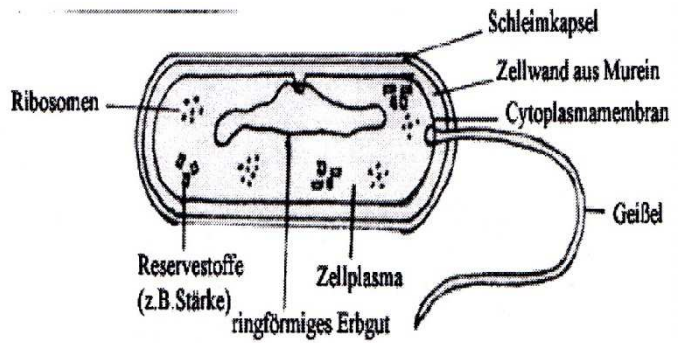 Schleimkapsel
Zellwand aus Murein
Ribosomen
Cytoplasmamembran
Geißel
Reservestoffe
(z.B.Stärke)
Zellplasma
ringförmiges Erbgut